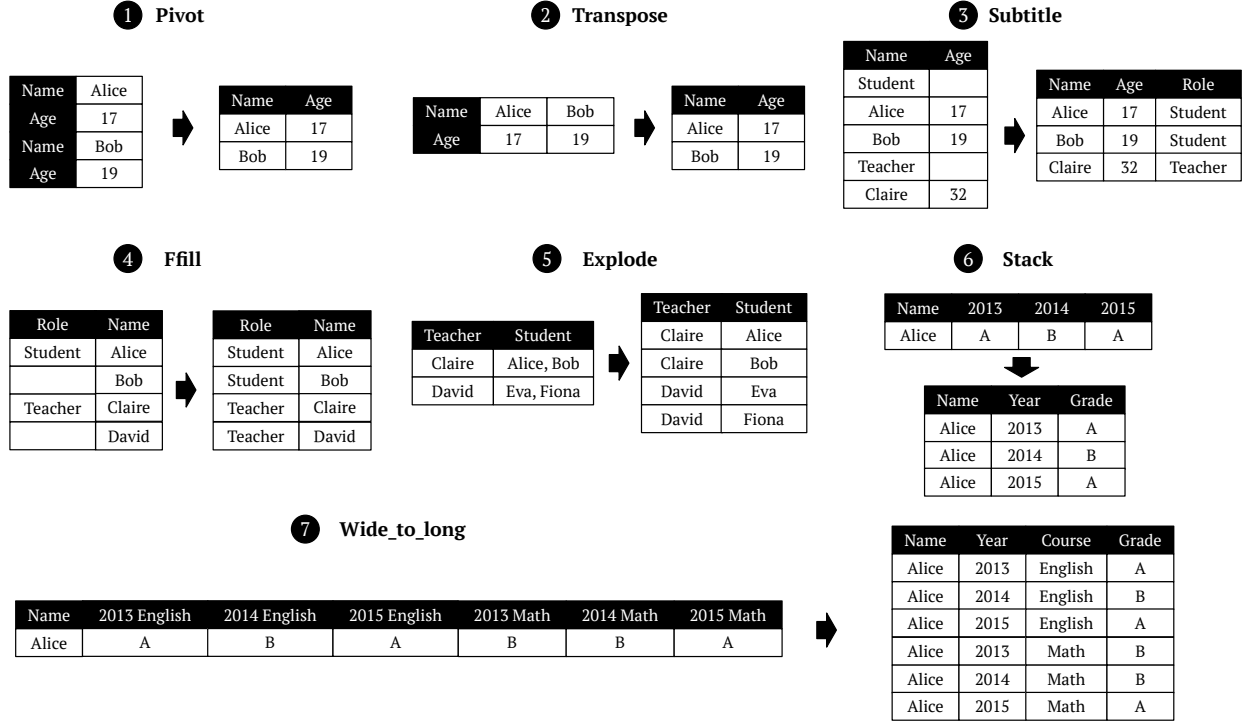 1 Pivot
Name Alice
Age 17
Name Bob
Age 19
Name Age
Alice 17
Bob 19
2 Transpose
Name Alice Bob
Age 17 19
Name Age
Alice 17
Bob 19
3 Subtitle
Name Age
Student
Alice 17
Bob 19
Teacher
Claire 32
Name Age Role
Alice 17 Student
Bob 19 Student
Claire 32 Teacher
4 Ffill
Role Name
Student Alice
Bob
Teacher Claire
David
Role Name
Student Alice
Student Bob
Teacher Claire
Teacher David
5 Explode
Teacher Student
Claire Alice, Bob
David Eva, Fiona
Teacher Student
Claire Alice
Claire Bob
David Eva
David Fiona
6 Stack
Name 2013 2014 2015
Alice A B A
Name Year Grade
Alice 2013 A
Alice 2014 B
Alice 2015 A
7 Wide_to_long
Name 2013 English 2014 English 2015 English 2013 Math 2014 Math 2015 Math
Alice A B A B B A
Name Year Course Grade
Alice 2013 English A
Alice 2014 English B
Alice 2015 English A
Alice 2013 Math B
Alice 2014 Math B
Alice 2015 Math A